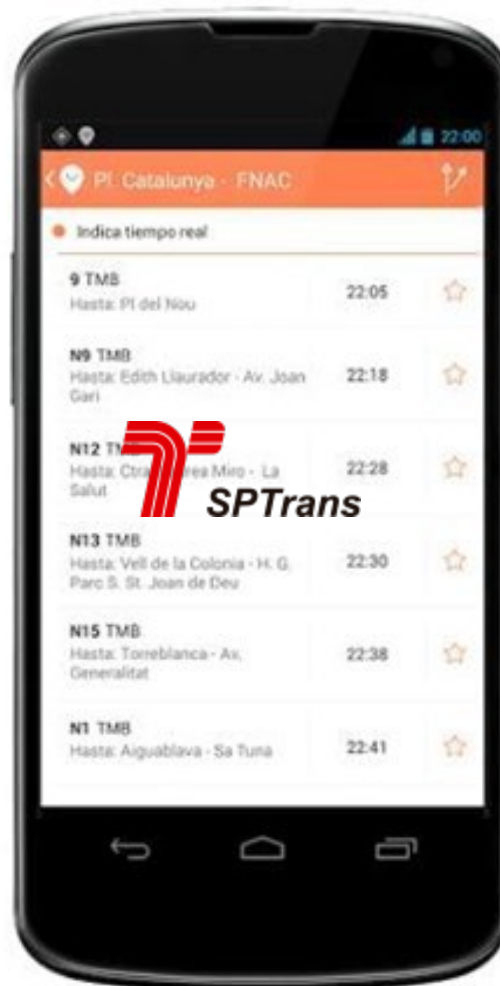 22:00
Pl. Catalunya - FNAC
Indica tiempo real
9 TMB
Hasta: Pl del Nou
22:05
N9 TMB
Hasta: Edith Llaurador - Av. Joan
Gari
22:18
N12
Hasta: Miro - La
Salut
22:28
SPTrans
N13 TMB
Hasta: Vell de la Colonia - H. G.
Parc S. St. Joan de Deu
22:30
N15 TMB
Hasta: Torreblanca - Av.
Generalitat
22:38
N1 TMB
Hasta: Aiguablava - Sa Tuna
22:41